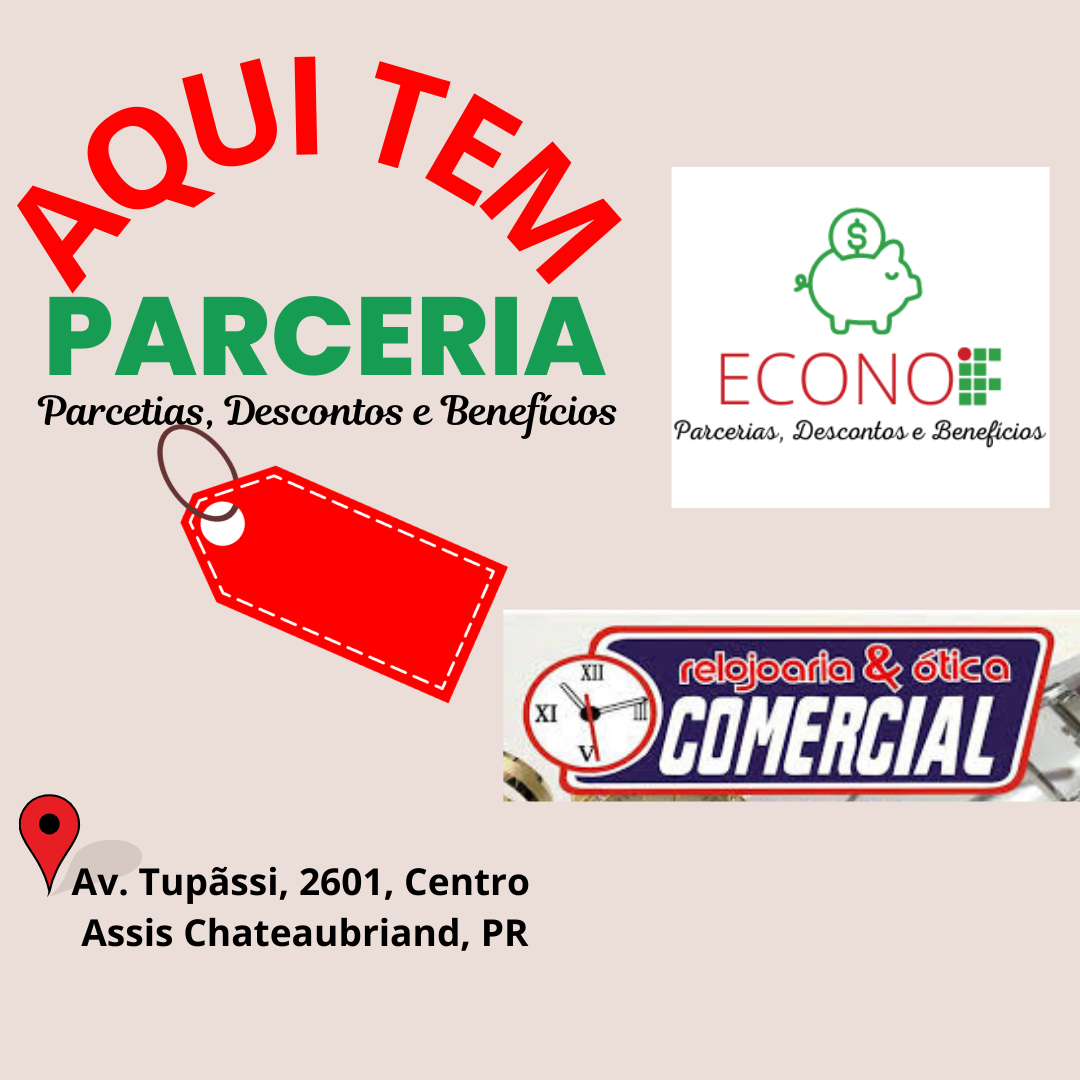 AQUI TEM
PARCERIA
Parcetias, Descontos e Benefícios
$
ECONOIF
Parcerias, Descontos e Benefícios
relojoaria & ótica
COMERCIAL
XII
XI
III
V
Av. Tupãssi, 2601, Centro
Assis Chateaubriand, PR